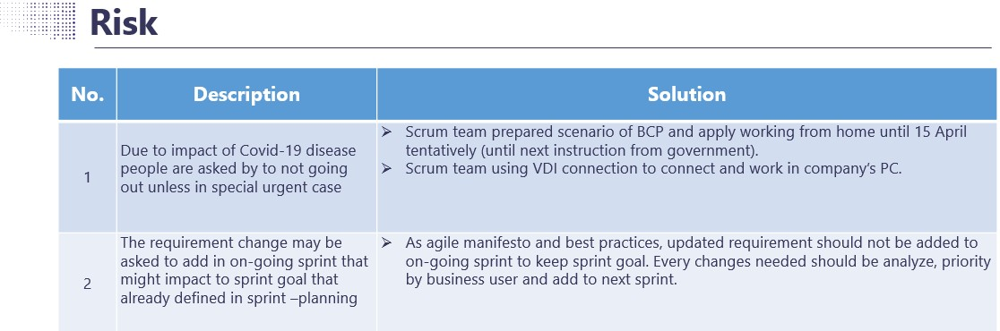 Risk
No.
Description
Solution
1
Due to impact of Covid-19 disease
people are asked by to not going
out unless in special urgent case
➢ Scrum team prepared scenario of BCP and apply working from home until 15 April
tentatively (until next instruction from government).
➢ Scrum team using VDI connection to connect and work in company’s PC.
2
The requirement change may be
asked to add in on-going sprint that
might impact to sprint goal that
already defined in sprint –planning
➢ As agile manifesto and best practices, updated requirement should not be added to
on-going sprint to keep sprint goal. Every changes needed should be analyze, priority
by business user and add to next sprint.